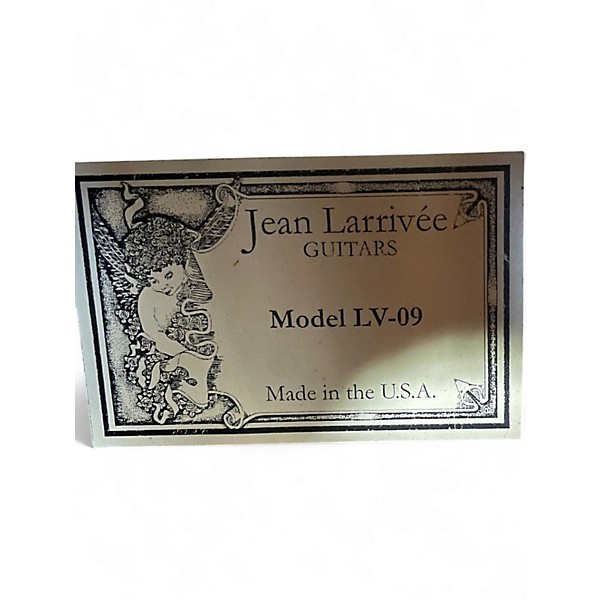 Jean Larrivée
GUITARS
Model LV-09
Made in the U.S.A.